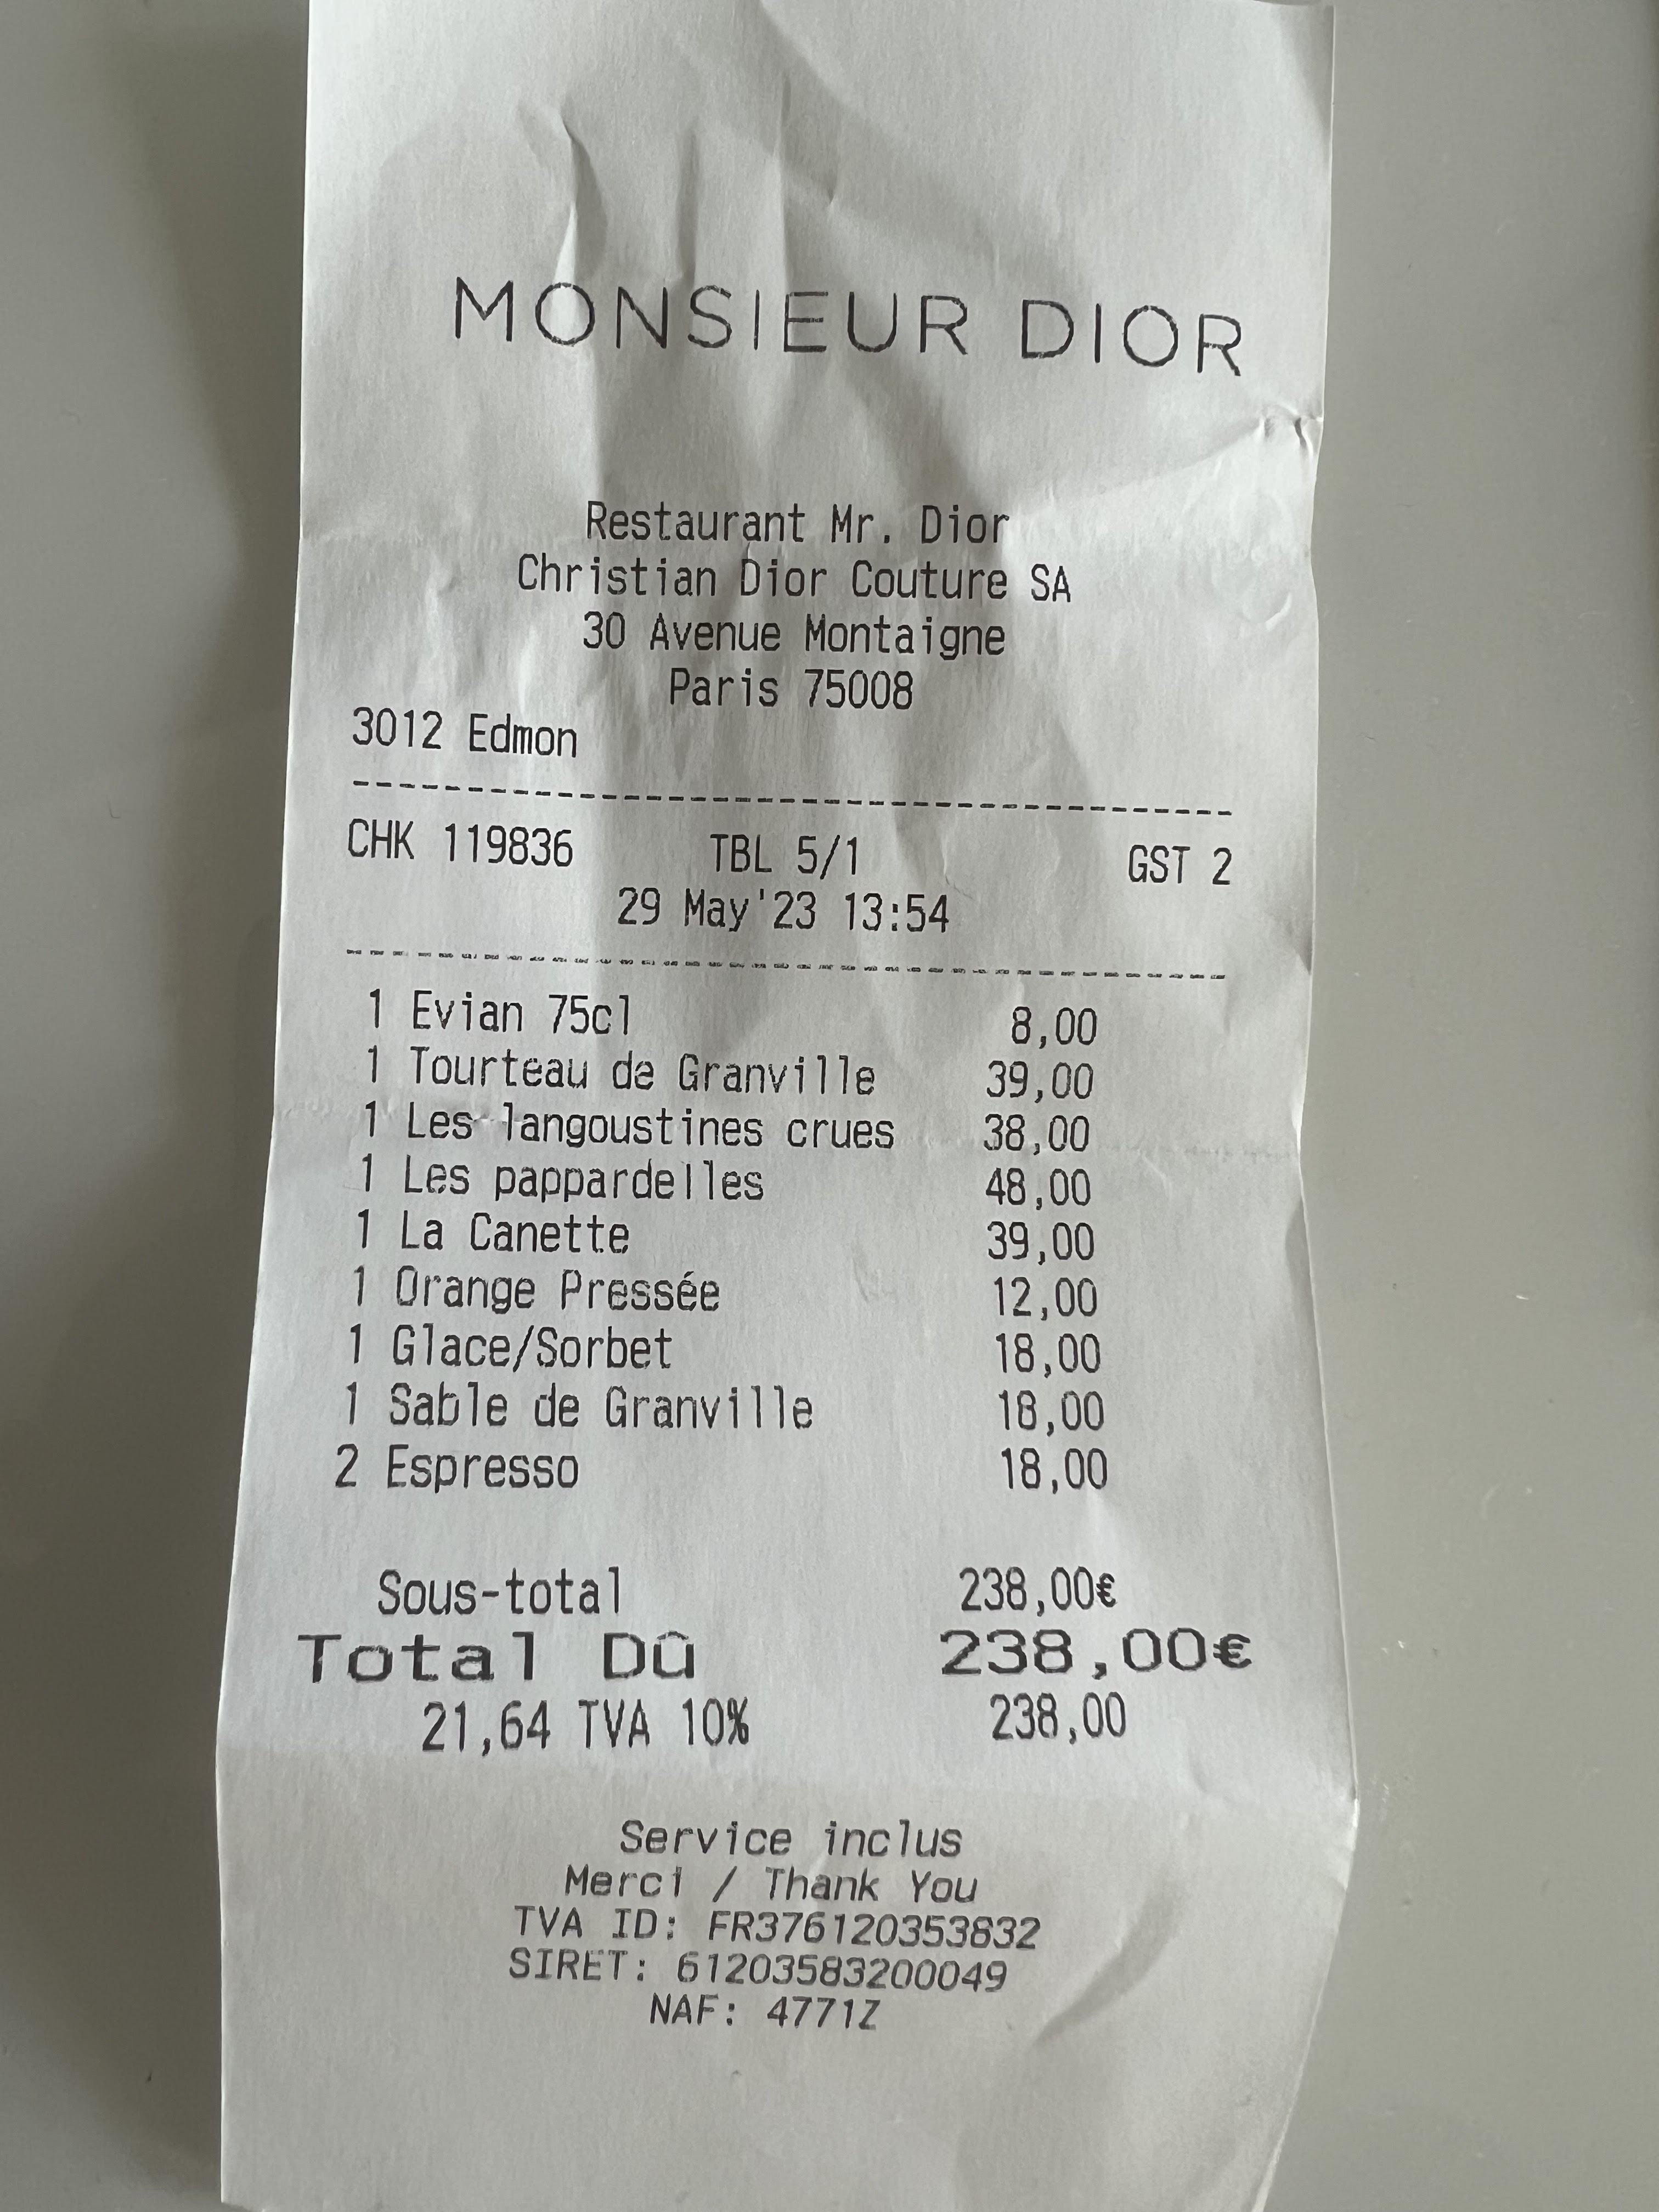 MONSIEUR DIOR
Restaurant Mr. Dior
Christian Dior Couture SA
30 Avenue Montaigne
Paris 75008
3012 Edmon
----------------------------------------
CHK 119836 TBL 5/1 GST 2
29 May'23 13:54
----------------------------------------
1 Evian 75cl 8,00
1 Tourteau de Granville 39,00
1 Les langoustines crues 38,00
1 Les pappardelles 48,00
1 La Canette 39,00
1 Orange Pressée 12,00
1 Glace/Sorbet 18,00
1 Sable de Granville 18,00
2 Espresso 18,00
Sous-total 238,00€
Total Dû 238,00€
21,64 TVA 10% 238,00
Service inclus
Merci / Thank You
TVA ID: FR376120353832
SIRET: 61203583200049
NAF: 4771Z